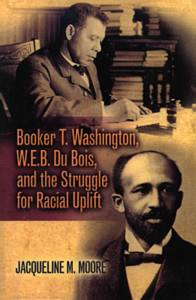 Booker T. Washington,
W.E.B. Du Bois,
and the Struggle
for Racial Uplift
JACQUELINE M. MOORE